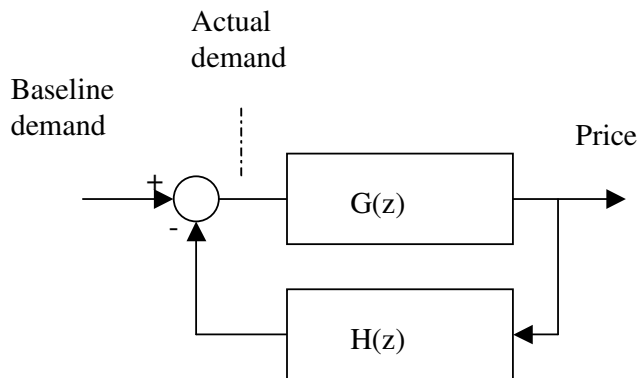 Actual
demand
Baseline
demand
Price
+
G(z)
-
H(z)